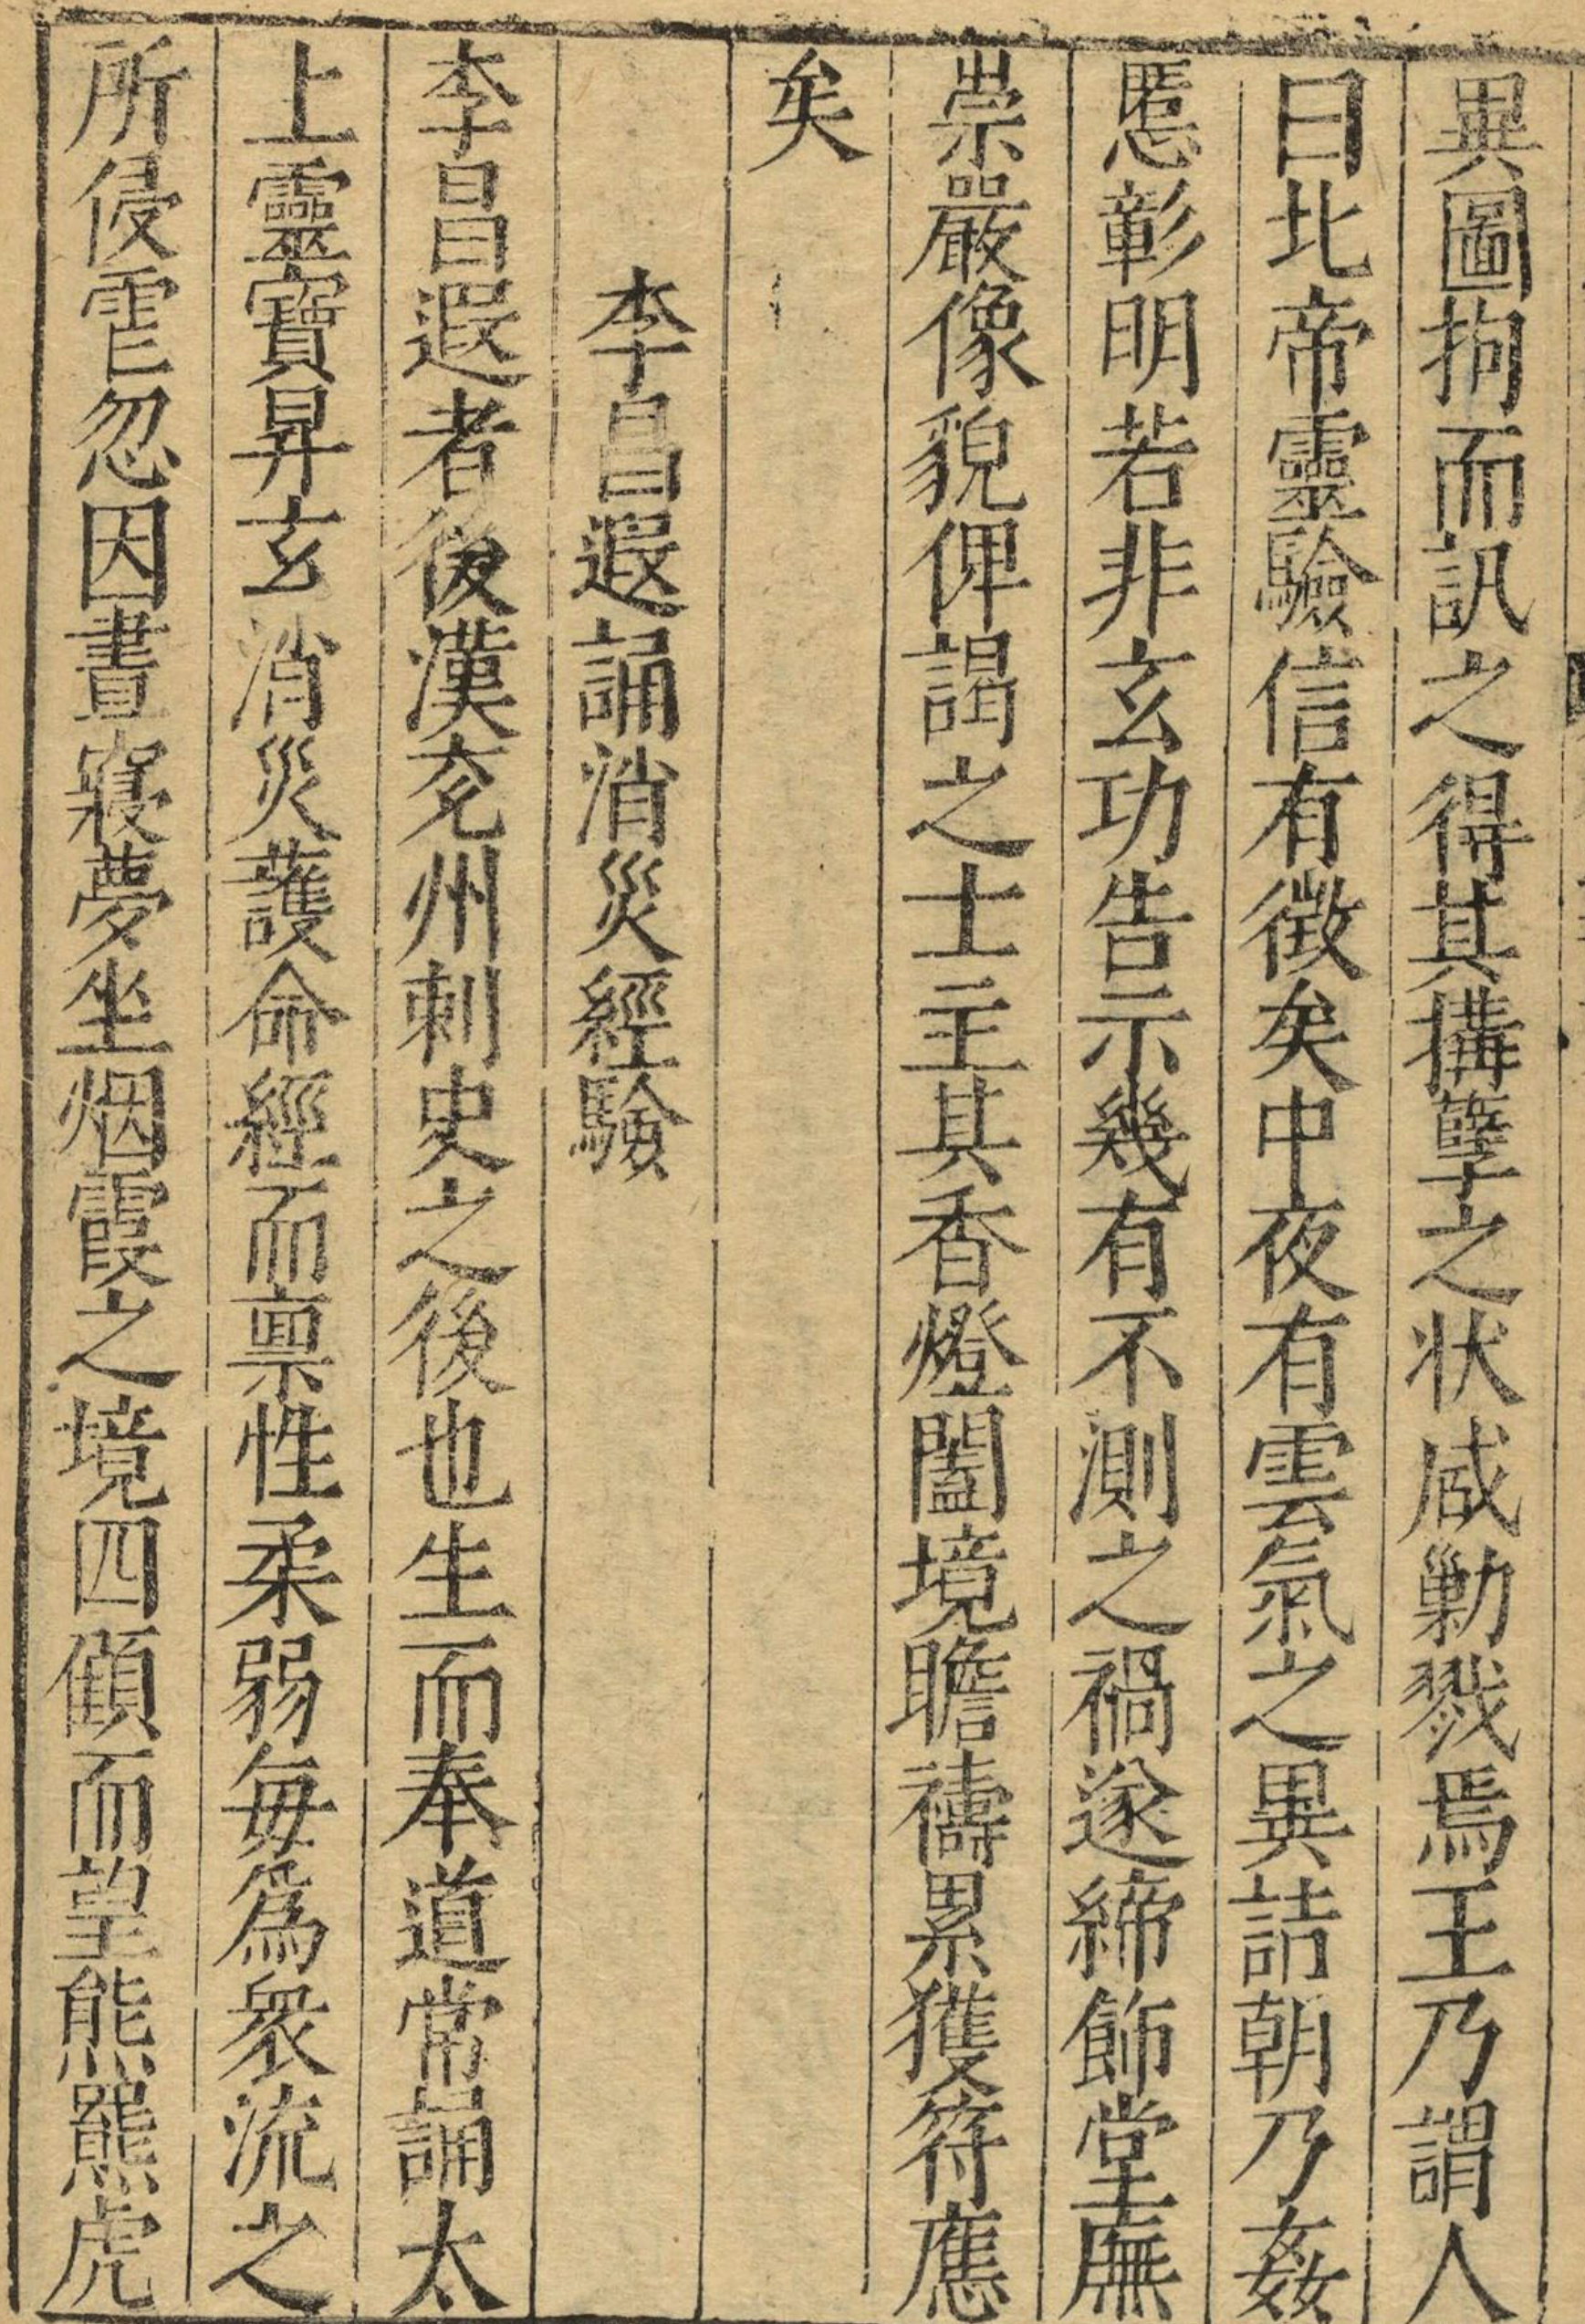 異圖拘而訊之得其搆孽之状咸勦戮焉王乃謂人
曰北帝靈驗信有徵矣中夜有雲氣之異詰朝乃姦
慝彰明若非玄功告示幾有不測之禍遂締飾堂廡
崇嚴像貌俾謁之士主其香燈闔境瞻禱累獲符應
矣
李昌遐誦消災經驗
李昌遐者後漢兖州刺史之後也生而奉道常誦太
上靈寶昇玄消災護命經而禀性柔弱每爲衆流之
所侵雹忽因晝寢夢坐烟霞之境四顧而望熊羆虎